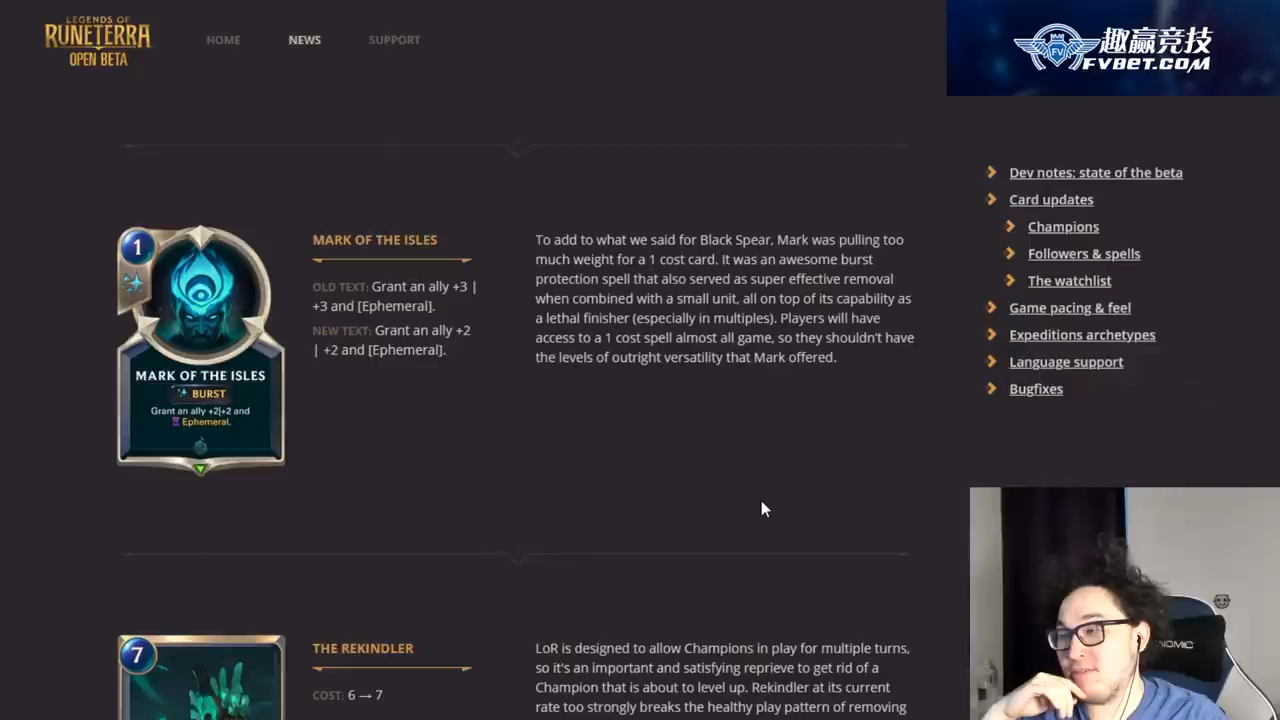 LEGENDS OF
RUNETERRA
OPEN BETA
HOME
NEWS
SUPPORT
趣赢竞技
FV
FVBET.COM
Dev notes: state of the beta
Card updates
Champions
Followers & spells
The watchlist
Game pacing & feel
Expeditions archetypes
Language support
Bugfixes
1
MARK OF THE ISLES
BURST
Grant an ally +2|+2 and
Ephemeral.
MARK OF THE ISLES
OLD TEXT: Grant an ally +3 |
+3 and [Ephemeral].
NEW TEXT: Grant an ally +2
| +2 and [Ephemeral].
To add to what we said for Black Spear, Mark was pulling too
much weight for a 1 cost card. It was an awesome burst
protection spell that also served as super effective removal
when combined with a small unit, all on top of its capability as
a lethal finisher (especially in multiples). Players will have
access to a 1 cost spell almost all game, so they shouldn't have
the levels of outright versatility that Mark offered.
7
THE REKINDLER
COST: 6 → 7
LoR is designed to allow Champions in play for multiple turns,
so it's an important and satisfying reprieve to get rid of a
Champion that is about to level up. Rekindler at its current
rate too strongly breaks the healthy play pattern of removing